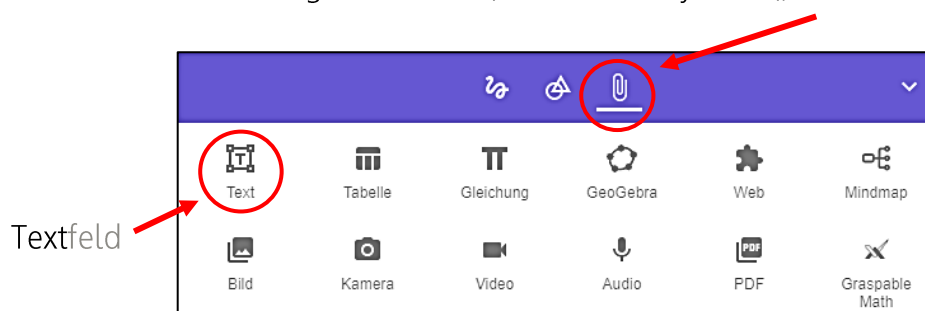 Text Tabelle Gleichung GeoGebra Web Mindmap
Textfeld
Bild Kamera Video Audio PDF Graspable
Math